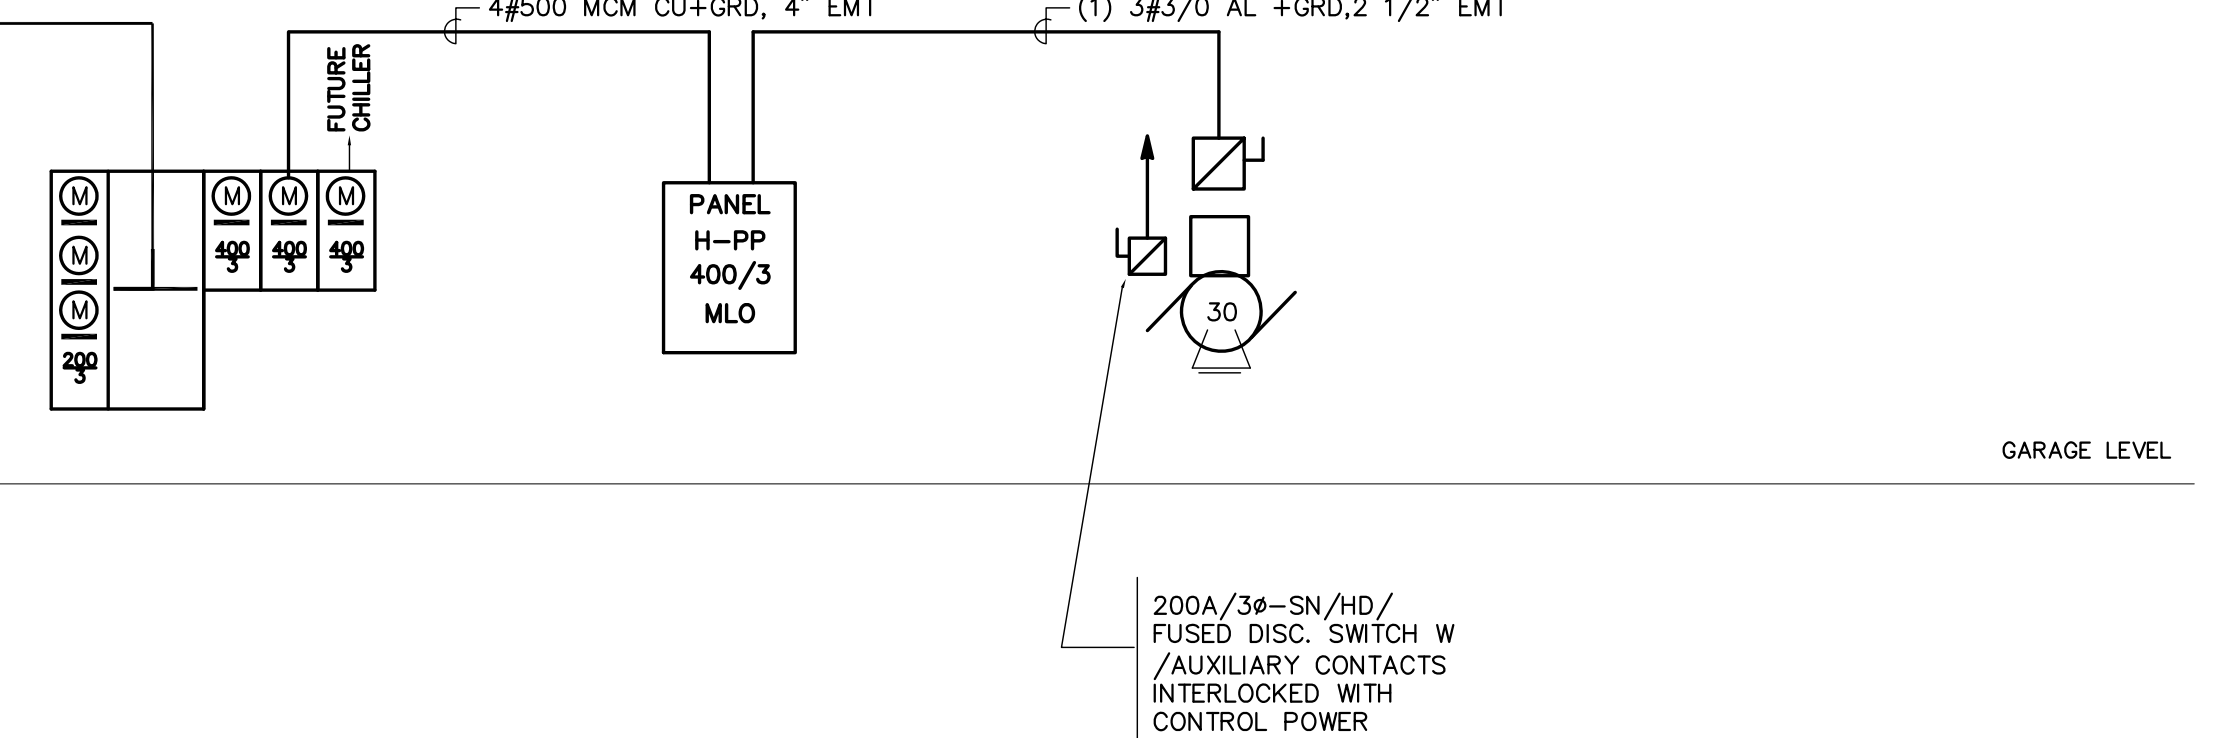 4#500 MCM CU+GRD, 4" EMT
(1) 3#3/0 AL +GRD,2 1/2" EMT
FUTURE
CHILLER
M
M
M
200
3
M
400
3
M
400
3
M
400
3
PANEL
H-PP
400/3
MLO
30
GARAGE LEVEL
200A/3ø-SN/HD/
FUSED DISC. SWITCH W
/AUXILIARY CONTACTS
INTERLOCKED WITH
CONTROL POWER